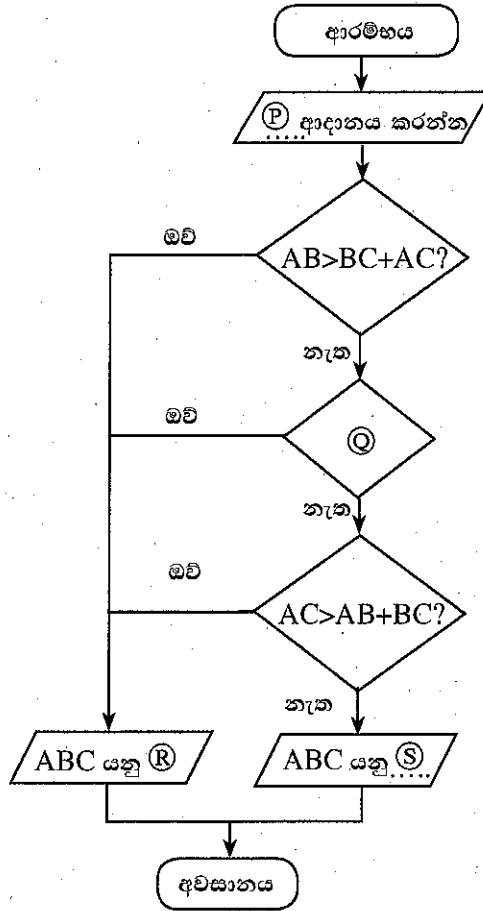 ආරම්භය
Ⓟ ආදානය කරන්න
.....
ඔව්
AB>BC+AC?
නැත
ඔව්
Ⓠ
නැත
ඔව්
AC>AB+BC?
නැත
ABC යනු Ⓡ
ABC යනු Ⓢ
.....
අවසානය